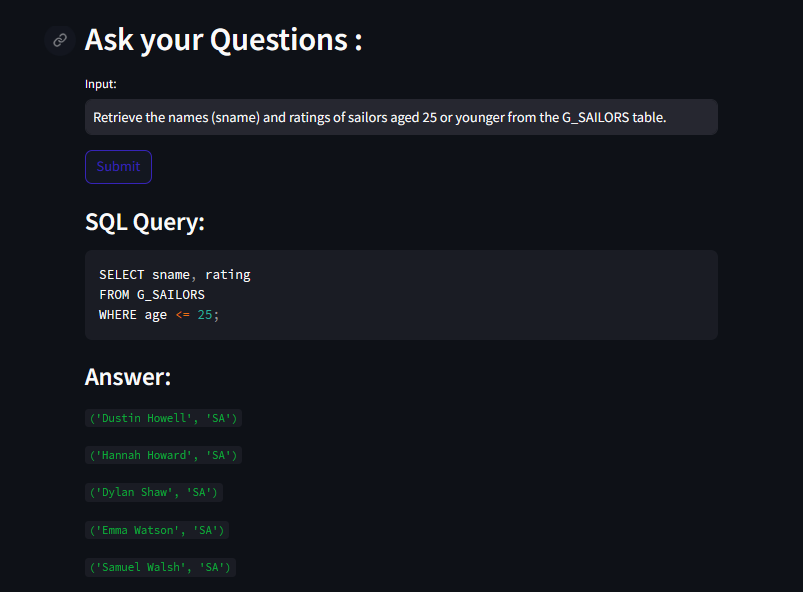 Ask your Questions :
Input:
Retrieve the names (sname) and ratings of sailors aged 25 or younger from the G_SAILORS table.
Submit
SQL Query:
SELECT sname, rating
FROM G_SAILORS
WHERE age <= 25;
Answer:
('Dustin Howell', 'SA')
('Hannah Howard', 'SA')
('Dylan Shaw', 'SA')
('Emma Watson', 'SA')
('Samuel Walsh', 'SA')